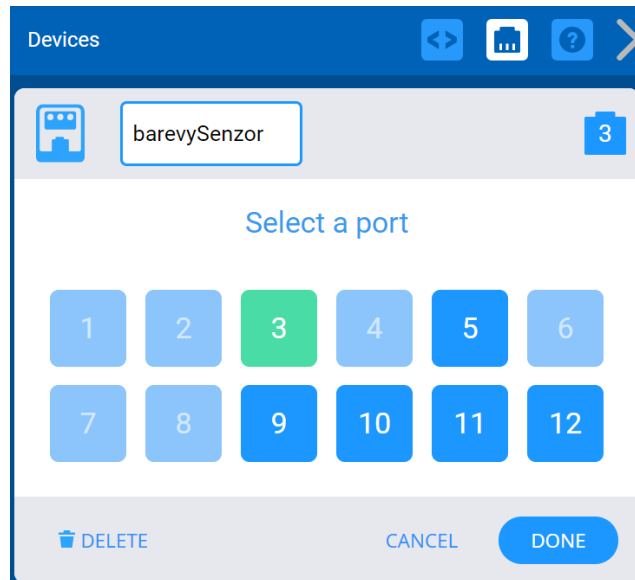 Devices
barevySenzor
3
Select a port
1 2 3 4 5 6
7 8 9 10 11 12
DELETE CANCEL DONE